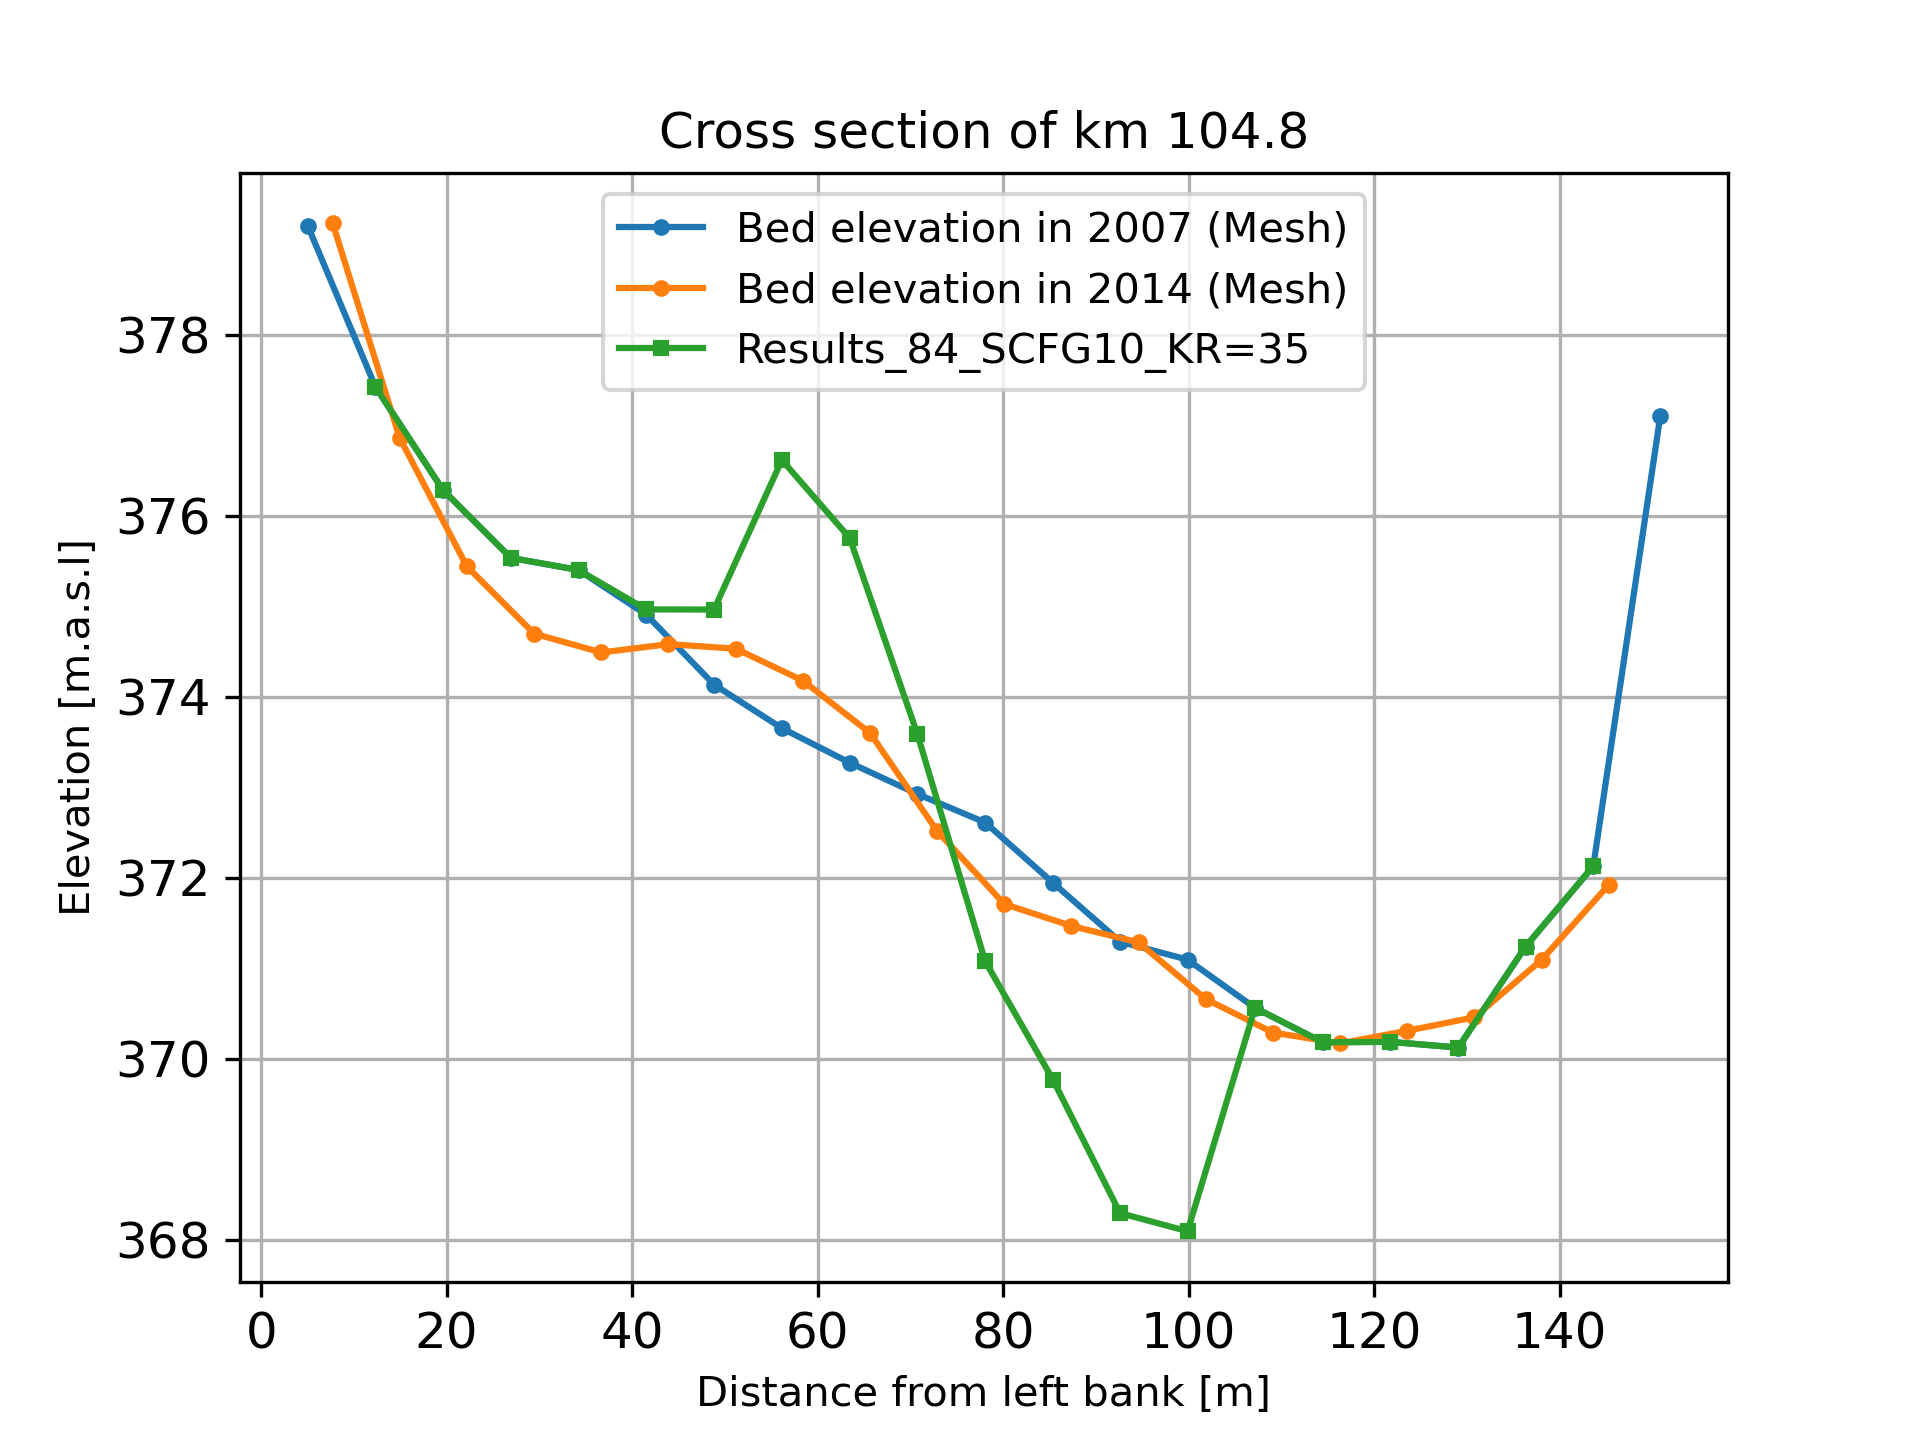 Cross section of km 104.8
Bed elevation in 2007 (Mesh)
Bed elevation in 2014 (Mesh)
Results_84_SCFG10_KR=35
Elevation [m.a.s.l]
378
376
374
372
370
368
0 20 40 60 80 100 120 140
Distance from left bank [m]